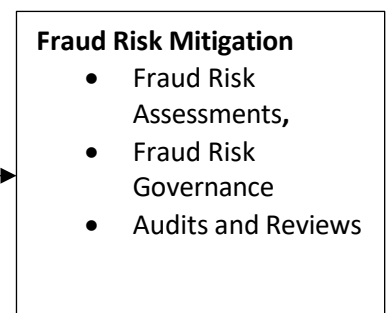 Fraud Risk Mitigation
• Fraud Risk
Assessments,
• Fraud Risk
Governance
• Audits and Reviews